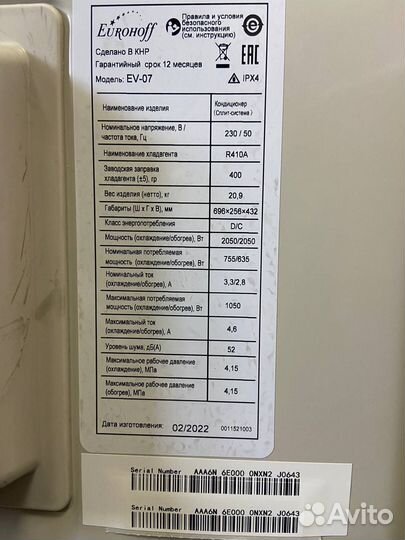 EUROHOFF
Правила и условия
безопасного
использования
(см. инструкцию)
Сделано в КНР
Гарантийный срок 12 месяцев
Модель: EV-07
EAC
IPX4
Наименование изделия
Кондиционер
(Сплит-система)
Номинальное напряжение, В /
частота тока, Гц
230 / 50
Наименование хладагента
R410A
Заводская заправка
хладагента (±5), гр
400
Вес изделия (нетто), кг
20,9
Габариты (Ш x Г x В), мм
696×256×432
Класс энергопотребления
D/C
Мощность (охлаждение/обогрев), Вт
2050/2050
Номинальная потребляемая
мощность (охлаждение/обогрев), Вт
755/635
Номинальный ток
(охлаждение/обогрев), А
3,3/2,8
Максимальная потребляемая
мощность (охлаждение/обогрев), Вт
1050
Максимальный ток
(охлаждение/обогрев), А
4,6
Уровень шума, дБ(А)
52
Максимальное рабочее давление
(охлаждение), МПа
4,15
Максимальное рабочее давление
(обогрев), МПа
4,15
Дата изготовления:
02/2022
0011521003
Serial Number AAA6N 6E000 0NXN2 J0643
Serial Number AAA6N 6E000 0NXN2 J0643
Avito